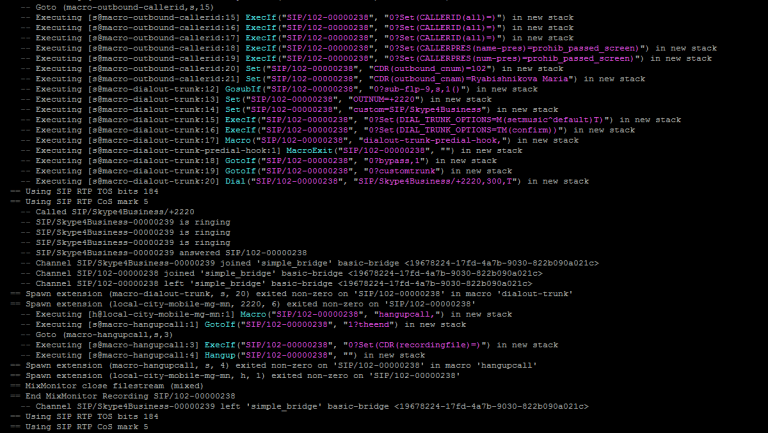 -- Goto (macro-outbound-callerid,s,15)
-- Executing [s@macro-outbound-callerid:15] ExecIf("SIP/102-00000238", "0?Set(CALLERID(all)=)") in new stack
-- Executing [s@macro-outbound-callerid:16] ExecIf("SIP/102-00000238", "0?Set(CALLERID(all)=)") in new stack
-- Executing [s@macro-outbound-callerid:17] ExecIf("SIP/102-00000238", "0?Set(CALLERID(all)=)") in new stack
-- Executing [s@macro-outbound-callerid:18] ExecIf("SIP/102-00000238", "0?Set(CALLERPRES(name-pres)=prohib_passed_screen)") in new stack
-- Executing [s@macro-outbound-callerid:19] ExecIf("SIP/102-00000238", "0?Set(CALLERPRES(num-pres)=prohib_passed_screen)") in new stack
-- Executing [s@macro-outbound-callerid:20] Set("SIP/102-00000238", "CDR(outbound_cnum)=102") in new stack
-- Executing [s@macro-outbound-callerid:21] Set("SIP/102-00000238", "CDR(outbound_cnam)=Ryabishnikova Maria") in new stack
-- Executing [s@macro-dialout-trunk:12] GosubIf("SIP/102-00000238", "0?sub-flp-9,s,1()") in new stack
-- Executing [s@macro-dialout-trunk:13] Set("SIP/102-00000238", "OUTNUM=+2220") in new stack
-- Executing [s@macro-dialout-trunk:14] Set("SIP/102-00000238", "custom=SIP/Skype4Business") in new stack
-- Executing [s@macro-dialout-trunk:15] ExecIf("SIP/102-00000238", "0?Set(DIAL_TRUNK_OPTIONS=M(setmusic^default)T)") in new stack
-- Executing [s@macro-dialout-trunk:16] ExecIf("SIP/102-00000238", "0?Set(DIAL_TRUNK_OPTIONS=TM(confirm))") in new stack
-- Executing [s@macro-dialout-trunk:17] Macro("SIP/102-00000238", "dialout-trunk-predial-hook,") in new stack
-- Executing [s@macro-dialout-trunk-predial-hook:1] MacroExit("SIP/102-00000238", "") in new stack
-- Executing [s@macro-dialout-trunk:18] GotoIf("SIP/102-00000238", "0?bypass,1") in new stack
-- Executing [s@macro-dialout-trunk:19] GotoIf("SIP/102-00000238", "0?customtrunk") in new stack
-- Executing [s@macro-dialout-trunk:20] Dial("SIP/102-00000238", "SIP/Skype4Business/+2220,300,T") in new stack
== Using SIP RTP TOS bits 184
== Using SIP RTP CoS mark 5
-- Called SIP/Skype4Business/+2220
-- SIP/Skype4Business-00000239 is ringing
-- SIP/Skype4Business-00000239 is ringing
-- SIP/Skype4Business-00000239 is ringing
-- SIP/Skype4Business-00000239 answered SIP/102-00000238
-- Channel SIP/Skype4Business-00000239 joined 'simple_bridge' basic-bridge <19678224-17fd-4a7b-9030-822b090a021c>
-- Channel SIP/102-00000238 joined 'simple_bridge' basic-bridge <19678224-17fd-4a7b-9030-822b090a021c>
-- Channel SIP/102-00000238 left 'simple_bridge' basic-bridge <19678224-17fd-4a7b-9030-822b090a021c>
== Spawn extension (macro-dialout-trunk, s, 20) exited non-zero on 'SIP/102-00000238' in macro 'dialout-trunk'
== Spawn extension (local-city-mobile-mg-mn, 2220, 6) exited non-zero on 'SIP/102-00000238'
-- Executing [h@local-city-mobile-mg-mn:1] Macro("SIP/102-00000238", "hangupcall,") in new stack
-- Executing [s@macro-hangupcall:1] GotoIf("SIP/102-00000238", "1?theend") in new stack
-- Goto (macro-hangupcall,s,3)
-- Executing [s@macro-hangupcall:3] ExecIf("SIP/102-00000238", "0?Set(CDR(recordingfile)=)") in new stack
-- Executing [s@macro-hangupcall:4] Hangup("SIP/102-00000238", "") in new stack
== Spawn extension (macro-hangupcall, s, 4) exited non-zero on 'SIP/102-00000238' in macro 'hangupcall'
== Spawn extension (local-city-mobile-mg-mn, h, 1) exited non-zero on 'SIP/102-00000238'
== MixMonitor close filestream (mixed)
== End MixMonitor Recording SIP/102-00000238
-- Channel SIP/Skype4Business-00000239 left 'simple_bridge' basic-bridge <19678224-17fd-4a7b-9030-822b090a021c>
== Using SIP RTP TOS bits 184
== Using SIP RTP CoS mark 5